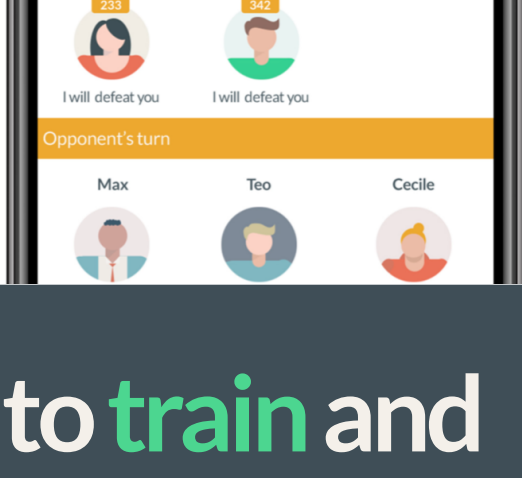 233 342
I will defeat you I will defeat you
Opponent's turn
Max Teo Cecile
to train and